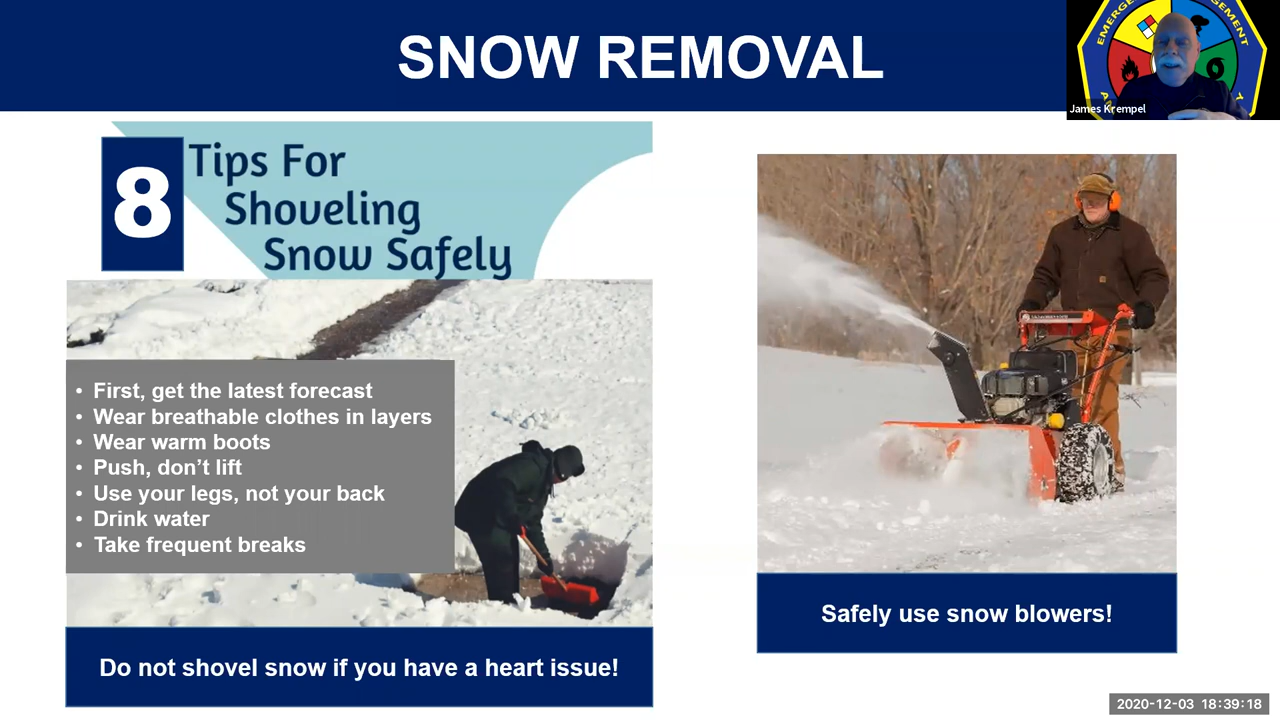 SNOW REMOVAL
EMERGE
GEMENT
James Krempel
8
Tips For
Shoveling
Snow Safely
• First, get the latest forecast
• Wear breathable clothes in layers
• Wear warm boots
• Push, don’t lift
• Use your legs, not your back
• Drink water
• Take frequent breaks
Do not shovel snow if you have a heart issue!
Safely use snow blowers!
2020-12-03 18:39:18